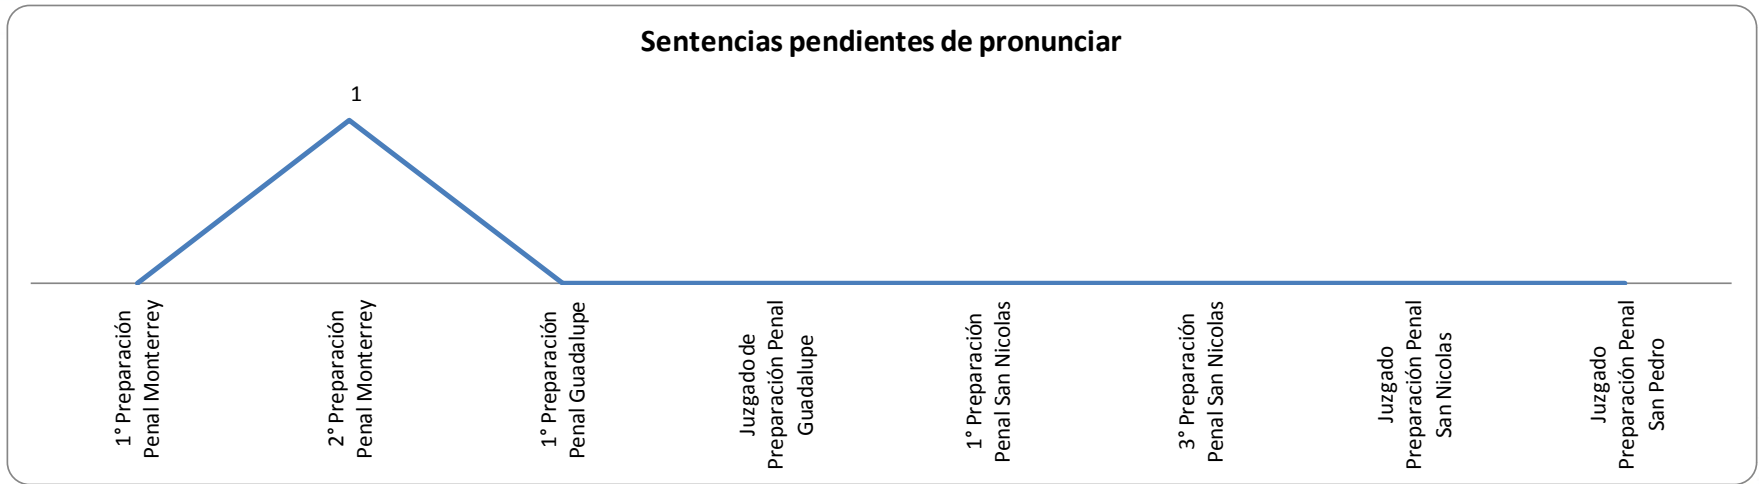 Sentencias pendientes de pronunciar
1
1° Preparación
Penal Monterrey
2° Preparación
Penal Monterrey
1° Preparación
Penal Guadalupe
Juzgado de
Preparación Penal
Guadalupe
1° Preparación
Penal San Nicolas
3° Preparación
Penal San Nicolas
Juzgado
Preparación Penal
San Nicolas
Juzgado
Preparación Penal
San Pedro